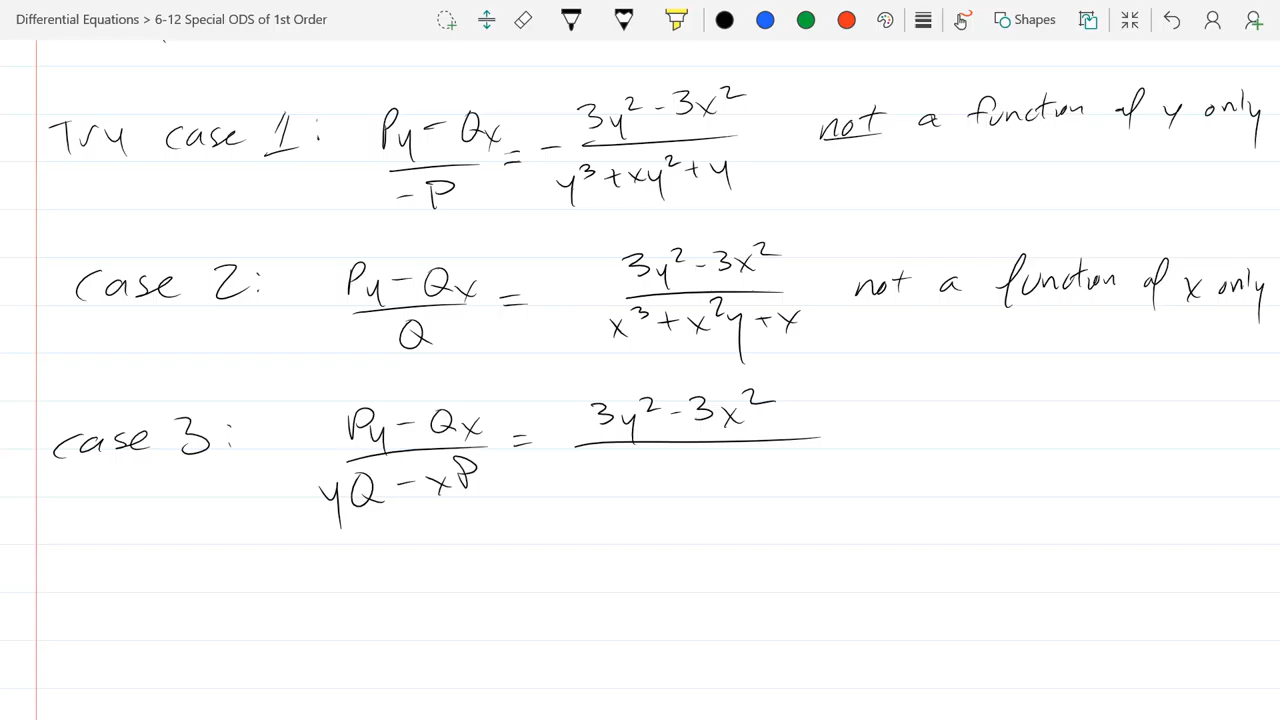 Differential Equations > 6-12 Special ODS of 1st Order
Shapes
Try case 1: (Py - Qx)/(-P) = - (3y² - 3x²)/(y³ + xy² + y) not a function of y only
case 2: (Py - Qx)/Q = (3y² - 3x²)/(x³ + x²y + x) not a function of x only
case 3: (Py - Qx)/(yQ - xP) = 3y² - 3x²